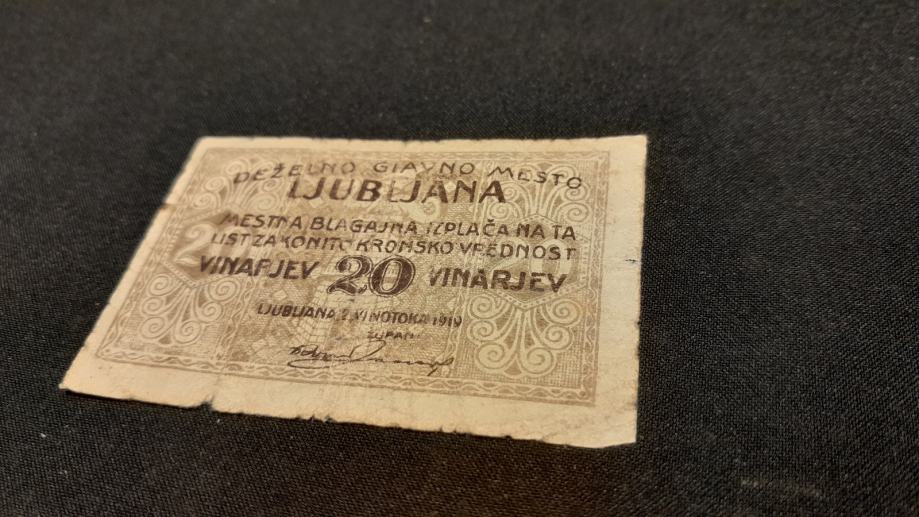 DEŽELNO GLAVNO MESTO
LJUBLJANA
MESTNA BLAGAJNA IZPLAČA NA TA
LIST ZAKONITO KRONSKO VREDNOST
VINARJEV 20 VINARJEV
LJUBLJANA, 2. VINOTOKA 1919
ŽUPAN: